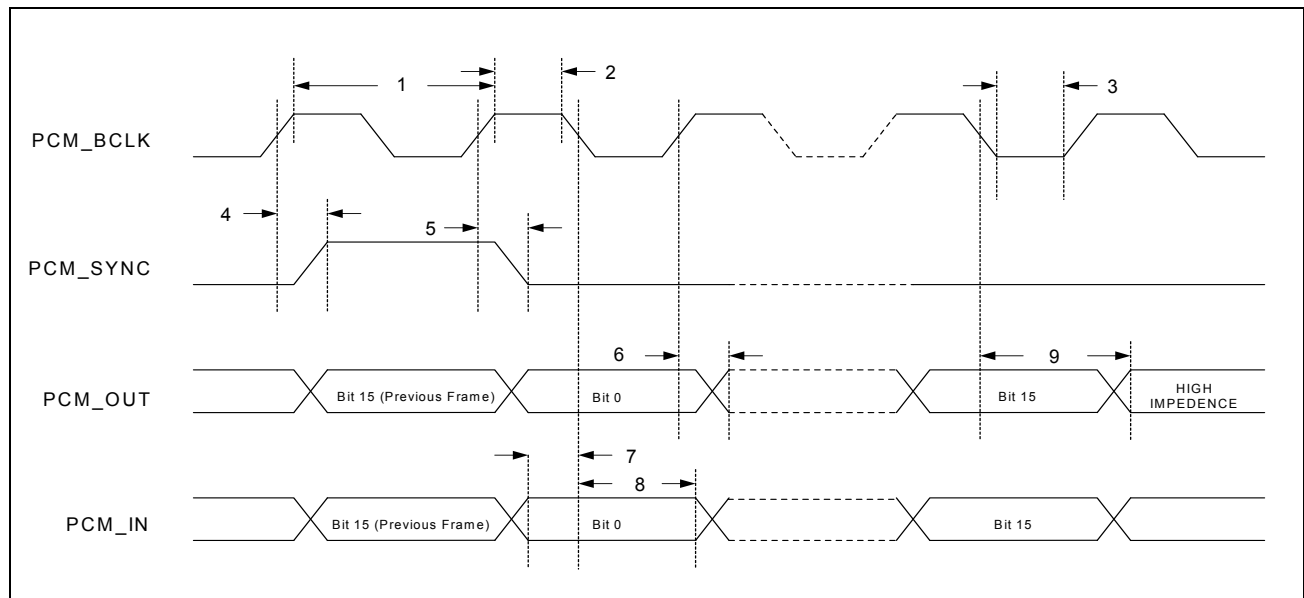 1
2
3
PCM_BCLK
4
5
PCM_SYNC
6
9
PCM_OUT
Bit 15 (Previous Frame)
Bit 0
Bit 15
HIGH
IMPEDENCE
7
8
PCM_IN
Bit 15 (Previous Frame)
Bit 0
Bit 15